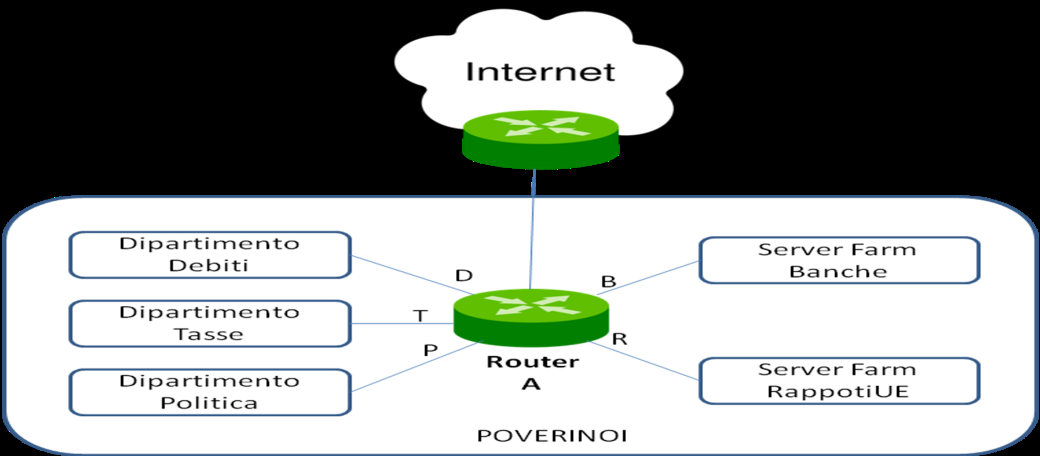 Internet
Dipartimento
Debiti
Dipartimento
Tasse
Dipartimento
Politica
D
T
P
B
R
Router
A
Server Farm
Banche
Server Farm
RappotiUE
POVERINOI